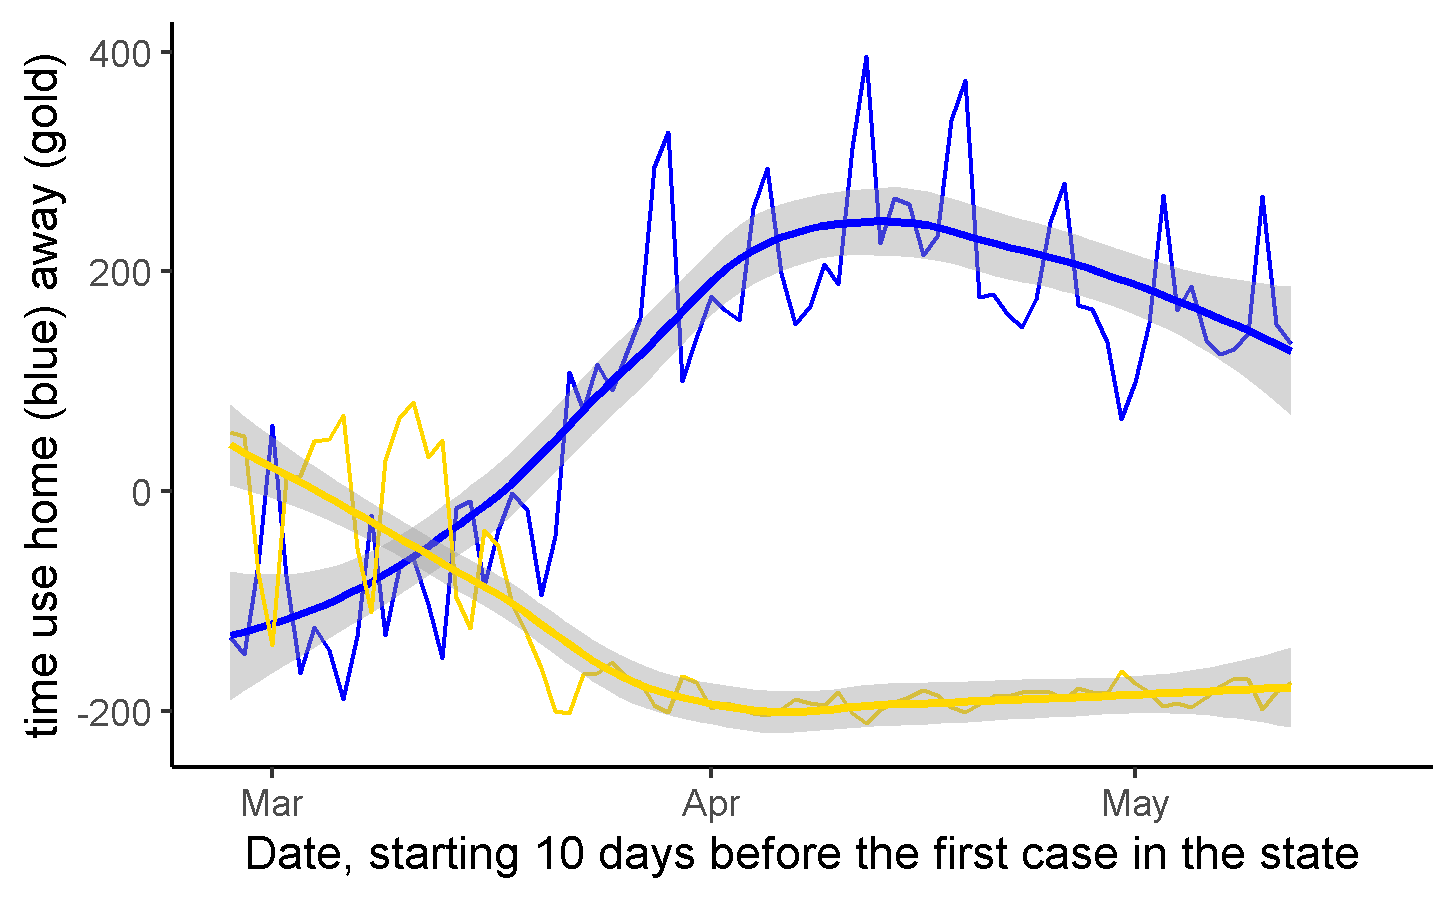 time use home (blue) away (gold)
400
200
0
-200
Mar
Apr
May
Date, starting 10 days before the first case in the state